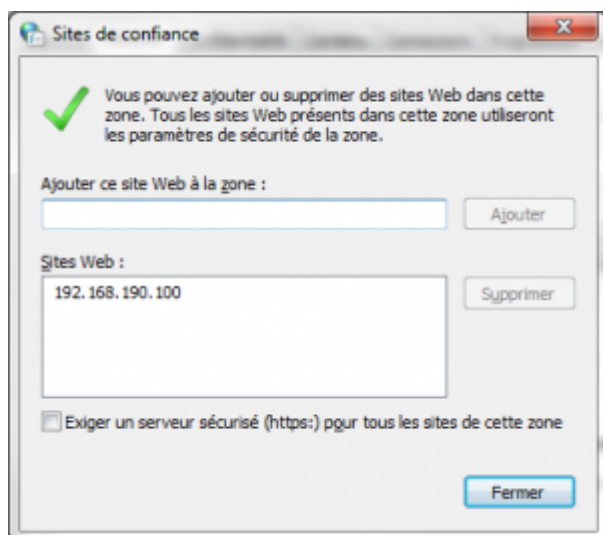 Sites de confiance
Vous pouvez ajouter ou supprimer des sites Web dans cette
zone. Tous les sites Web présents dans cette zone utiliseront
les paramètres de sécurité de la zone.
Ajouter ce site Web à la zone :
Ajouter
Sites Web :
192.168.190.100
Supprimer
Exiger un serveur sécurisé (https:) pour tous les sites de cette zone
Fermer